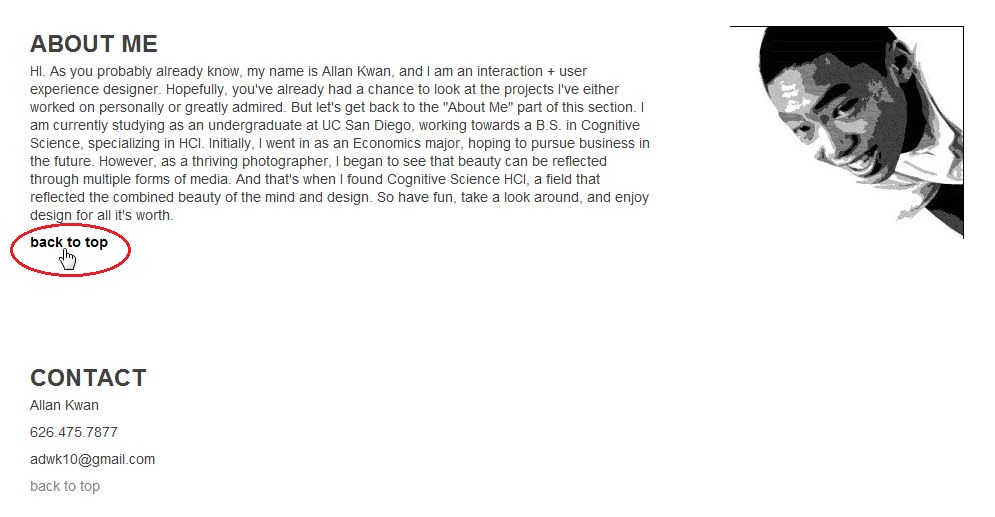 ABOUT ME
HI. As you probably already know, my name is Allan Kwan, and I am an interaction + user
experience designer. Hopefully, you've already had a chance to look at the projects I've either
worked on personally or greatly admired. But let's get back to the "About Me" part of this section. I
am currently studying as an undergraduate at UC San Diego, working towards a B.S. in Cognitive
Science, specializing in HCI. Initially, I went in as an Economics major, hoping to pursue business in
the future. However, as a thriving photographer, I began to see that beauty can be reflected
through multiple forms of media. And that's when I found Cognitive Science HCI, a field that
reflected the combined beauty of the mind and design. So have fun, take a look around, and enjoy
design for all it's worth.
back to top
CONTACT
Allan Kwan
626.475.7877
adwk10@gmail.com
back to top